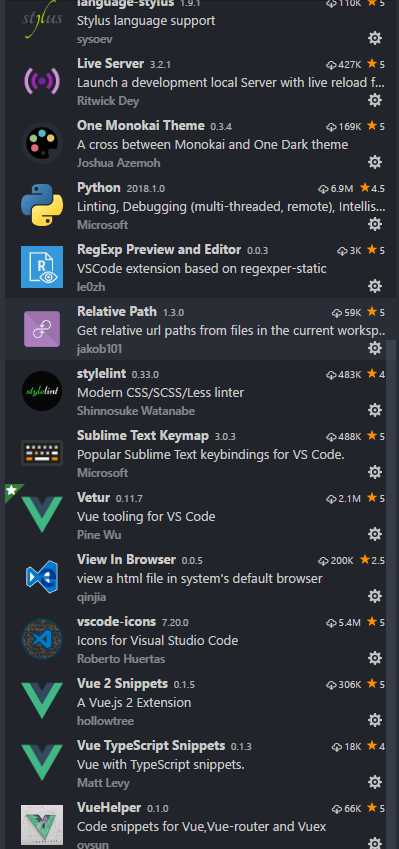 language-stylus 1.9.1 110K 5
stylus
Stylus language support
sysoev
Live Server 3.2.1 427K 5
Launch a development local Server with live reload f...
Ritwick Dey
One Monokai Theme 0.3.4 169K 5
A cross between Monokai and One Dark theme
Joshua Azemoh
Python 2018.1.0 6.9M 4.5
Linting, Debugging (multi-threaded, remote), Intellis...
Microsoft
RegExp Preview and Editor 0.0.3 3K 5
R
VSCode extension based on regexper-static
le0zh
Relative Path 1.3.0 59K 5
Get relative url paths from files in the current worksp...
jakob101
stylelint 0.33.0 483K 4
stylelint
Modern CSS/SCSS/Less linter
Shinnosuke Watanabe
Sublime Text Keymap 3.0.3 488K 5
Popular Sublime Text keybindings for VS Code.
Microsoft
Vetur 0.11.7 2.1M 5
Vue tooling for VS Code
Pine Wu
View In Browser 0.0.5 200K 2.5
view a html file in system's default browser
qinjia
vscode-icons 7.20.0 5.4M 5
Icons for Visual Studio Code
Roberto Huertas
Vue 2 Snippets 0.1.5 306K 5
A Vue.js 2 Extension
hollowtree
Vue TypeScript Snippets 0.1.3 18K 4
Vue with TypeScript snippets.
Matt Levy
VueHelper 0.1.0 66K 5
Code snippets for Vue,Vue-router and Vuex
oysun